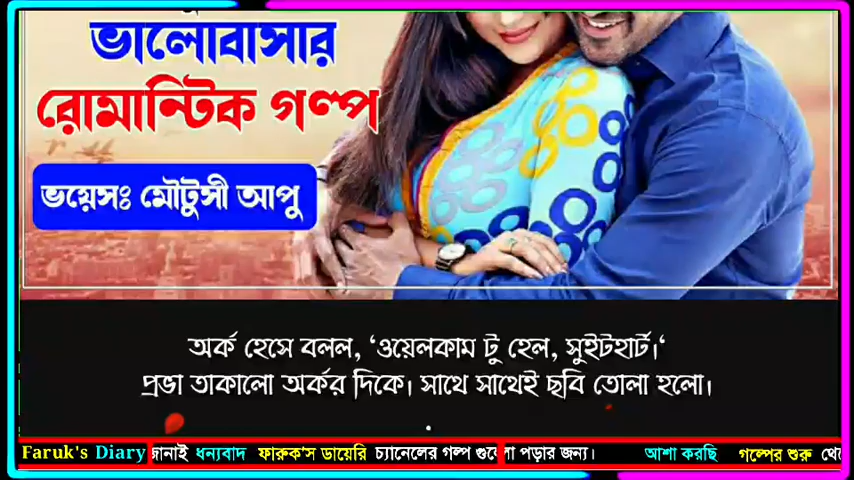 ভালোবাসার
রোমান্টিক গল্প
ভয়েসঃ মৌটুসী আপু
অর্ক হেসে বলল, ‘ওয়েলকাম টু হেল, সুইটহার্ট।‘
প্রভা তাকালো অর্কর দিকে। সাথে সাথেই ছবি তোলা হলো।
.
Faruk's Diary জানাই ধন্যবাদ ফারুক'স ডায়েরি চ্যানেলের গল্প গুলো পড়ার জন্য। আশা করছি গল্পের শুরু